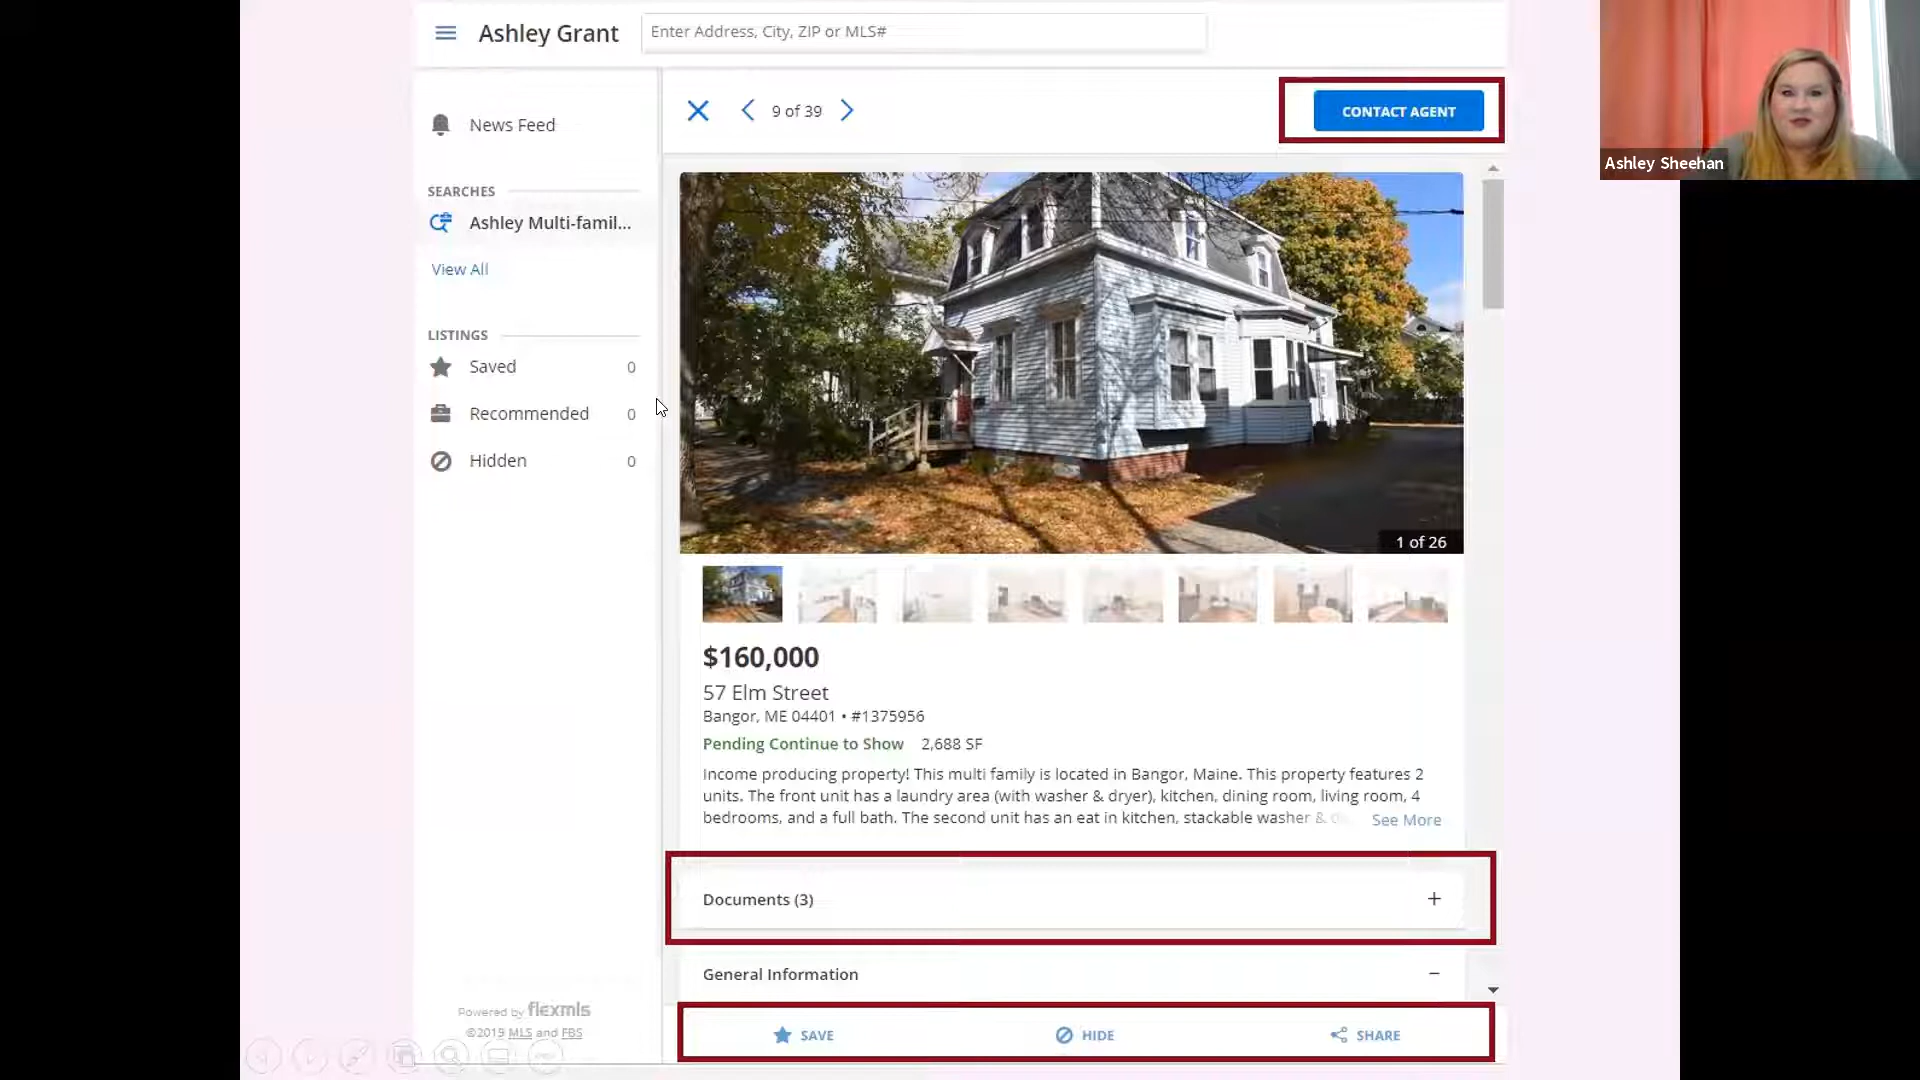 Ashley Grant
Enter Address, City, ZIP or MLS#
News Feed
SEARCHES
Ashley Multi-famil...
View All
LISTINGS
Saved 0
Recommended 0
Hidden 0
Powered by flexmls
©2019 MLS and FBS
9 of 39
CONTACT AGENT
1 of 26
$160,000
57 Elm Street
Bangor, ME 04401 • #1375956
Pending Continue to Show 2,688 SF
Income producing property! This multi family is located in Bangor, Maine. This property features 2
units. The front unit has a laundry area (with washer & dryer), kitchen, dining room, living room, 4
bedrooms, and a full bath. The second unit has an eat in kitchen, stackable washer &
See More
Documents (3) +
General Information −
SAVE HIDE SHARE
Ashley Sheehan